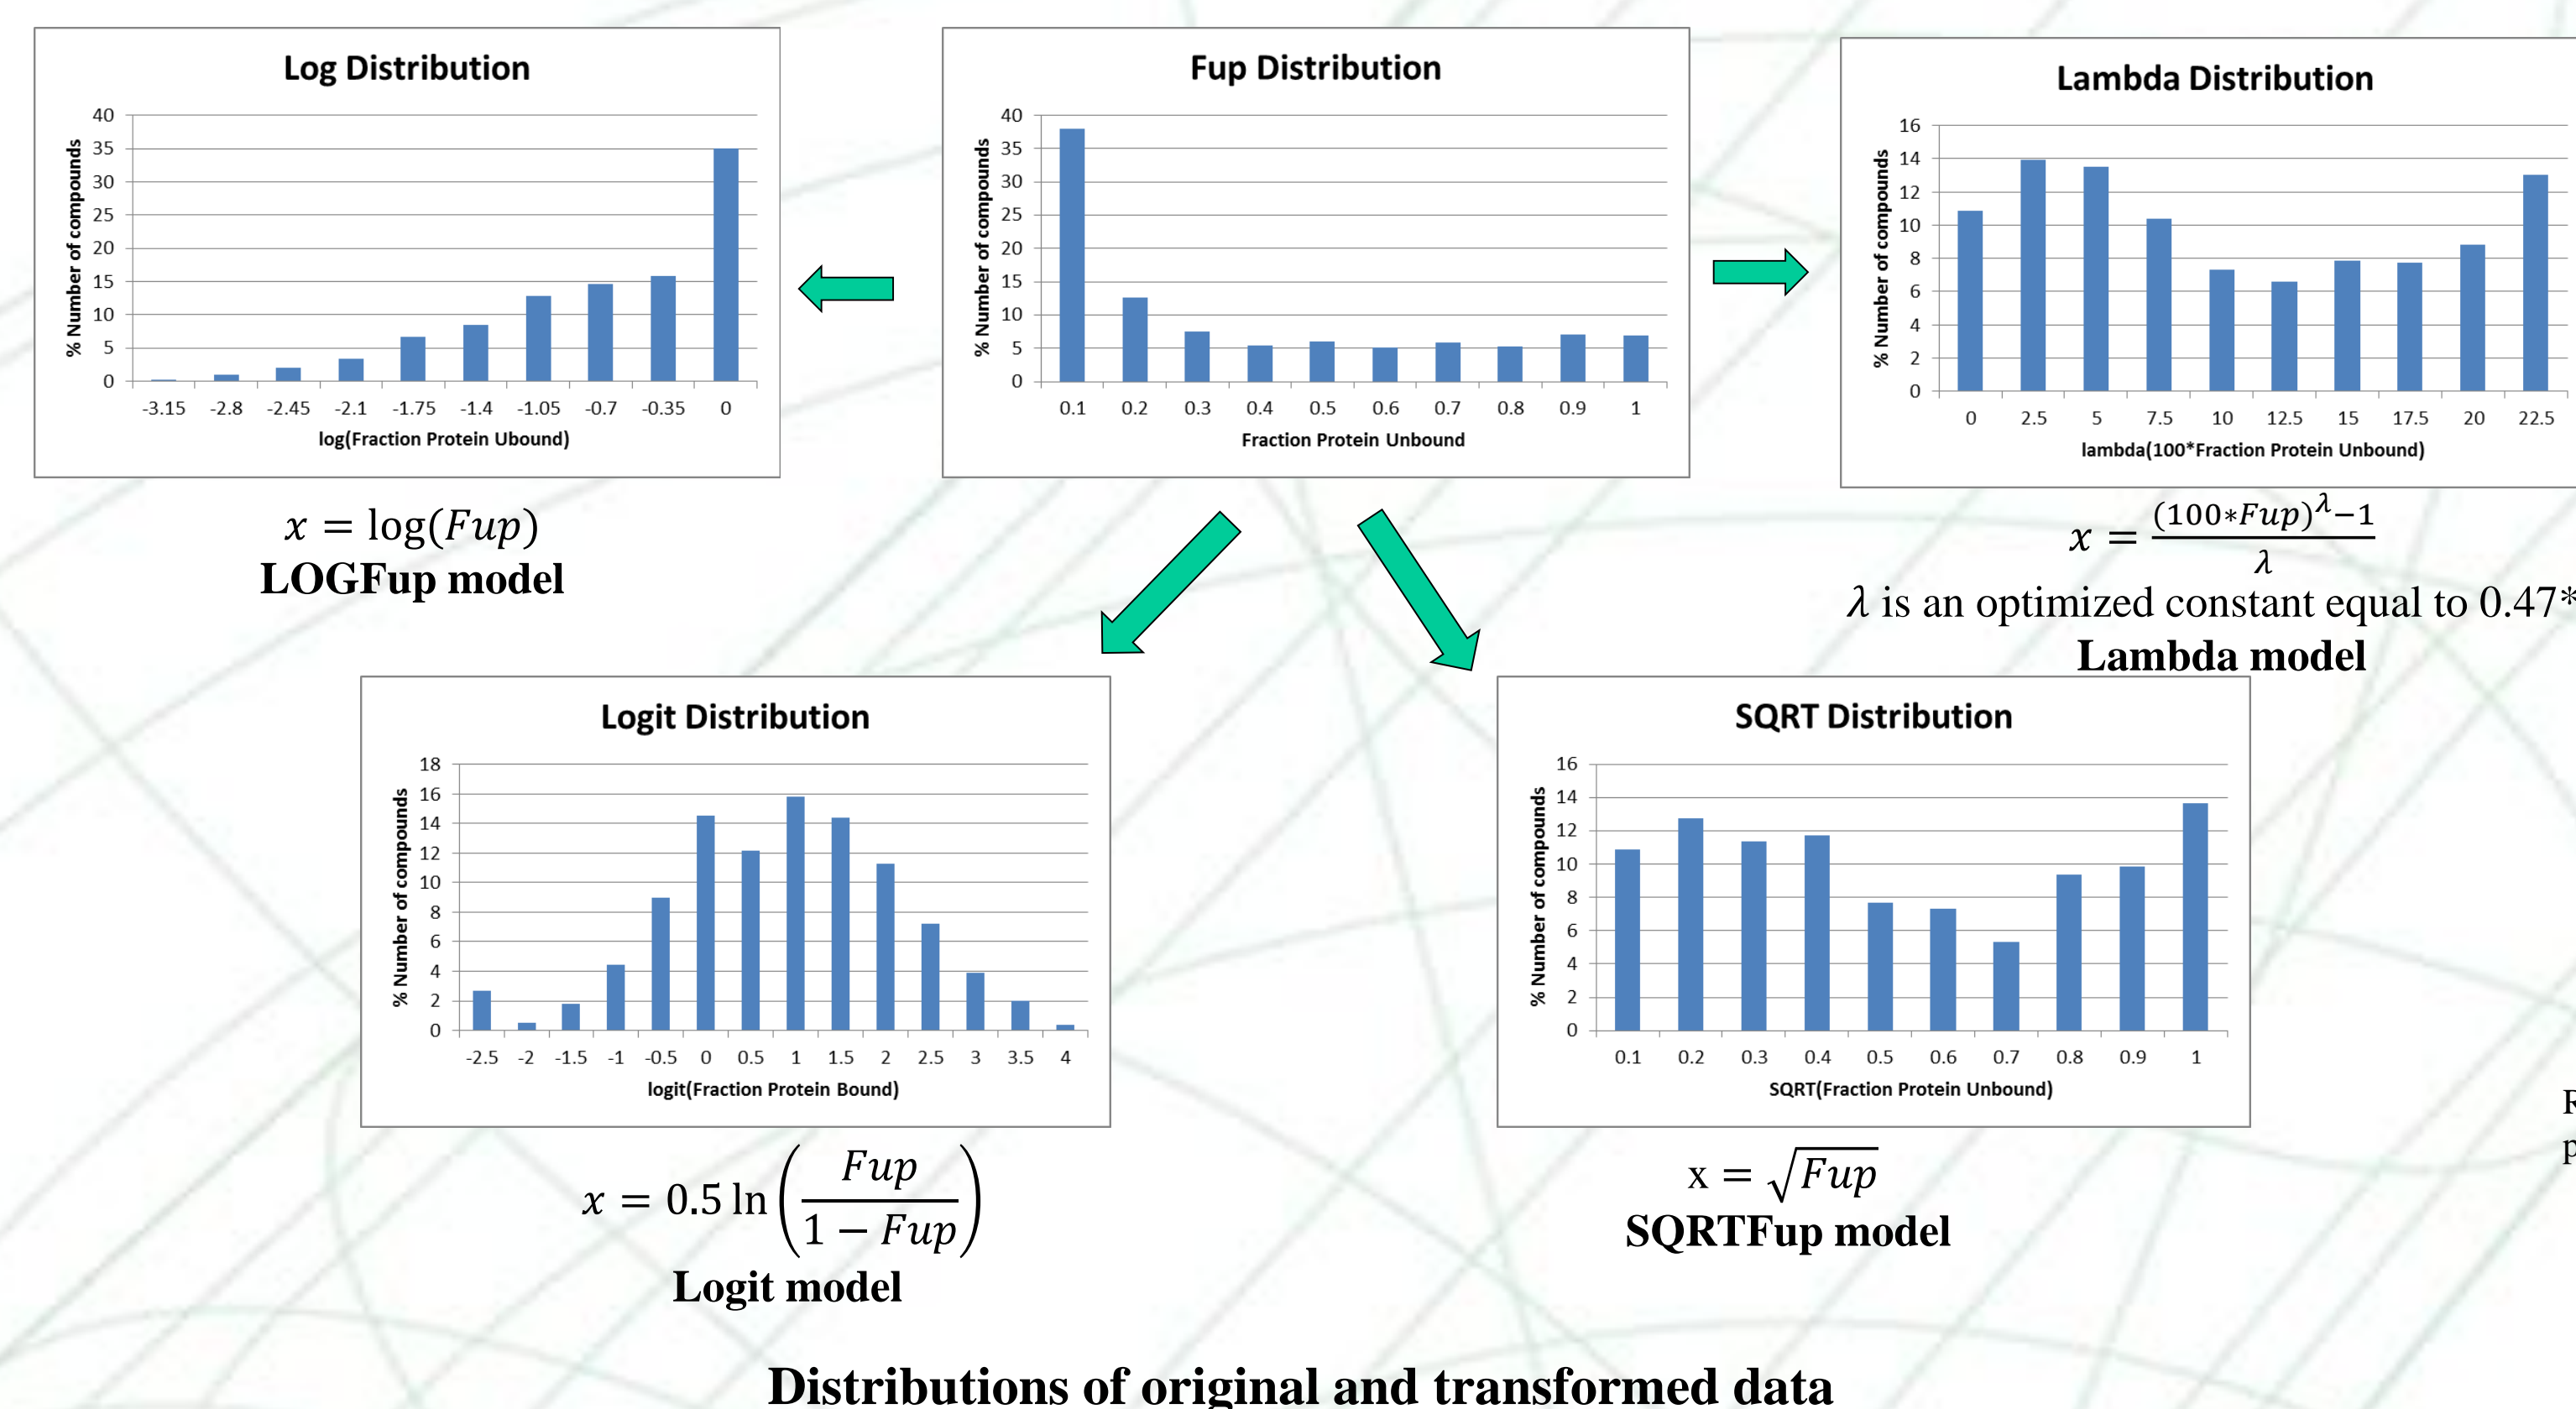 Log Distribution
% Number of compounds
40
35
30
25
20
15
10
5
0
-3.15 -2.8 -2.45 -2.1 -1.75 -1.4 -1.05 -0.7 -0.35 0
log(Fraction Protein Ubound)
x = log(Fup)
LOGFup model
Fup Distribution
% Number of compounds
40
35
30
25
20
15
10
5
0
0.1 0.2 0.3 0.4 0.5 0.6 0.7 0.8 0.9 1
Fraction Protein Unbound
Lambda Distribution
% Number of compounds
16
14
12
10
8
6
4
2
0
0 2.5 5 7.5 10 12.5 15 17.5 20 22.5
lambda(100*Fraction Protein Unbound)
x = \frac{(100*Fup)^λ−1}{λ}
λ is an optimized constant equal to 0.47*
Lambda model
Logit Distribution
% Number of compounds
18
16
14
12
10
8
6
4
2
0
-2.5 -2 -1.5 -1 -0.5 0 0.5 1 1.5 2 2.5 3 3.5 4
logit(Fraction Protein Bound)
x = 0.5 ln(\frac{Fup}{1 − Fup})
Logit model
SQRT Distribution
% Number of compounds
16
14
12
10
8
6
4
2
0
0.1 0.2 0.3 0.4 0.5 0.6 0.7 0.8 0.9 1
SQRT(Fraction Protein Unbound)
x = √Fup
SQRTFup model
Distributions of original and transformed data